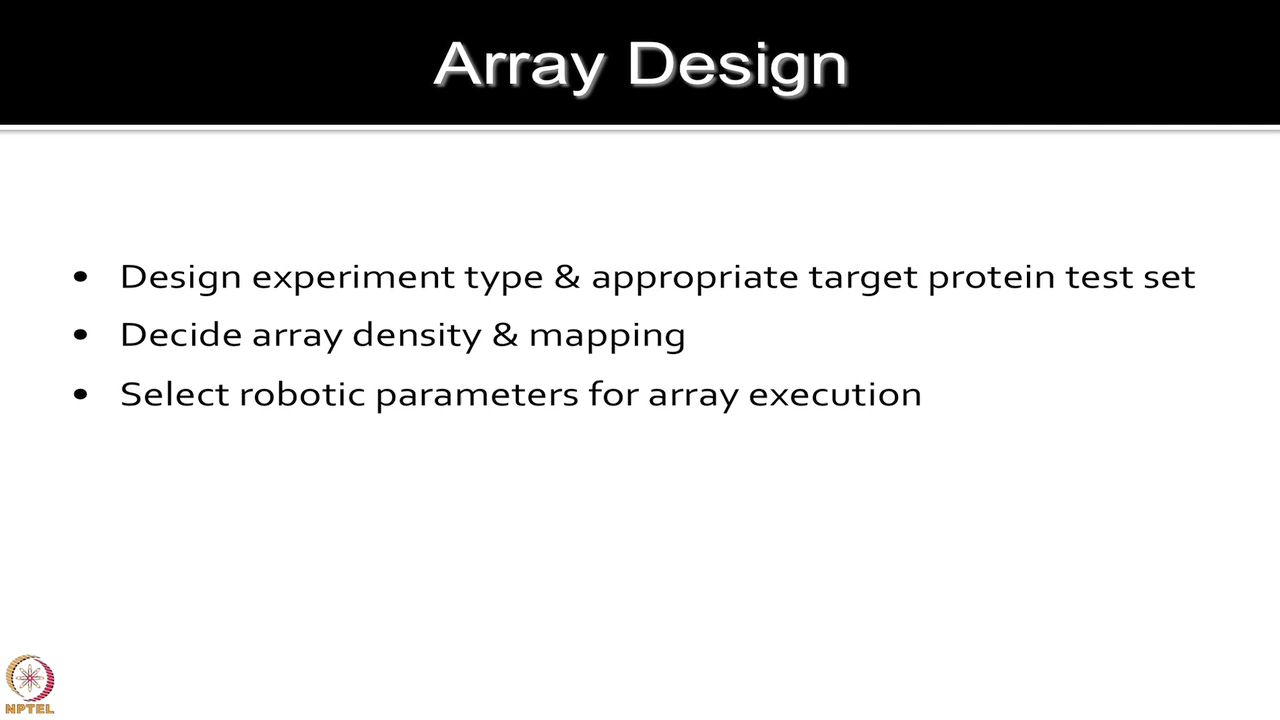 Array Design
• Design experiment type & appropriate target protein test set
• Decide array density & mapping
• Select robotic parameters for array execution
NPTEL